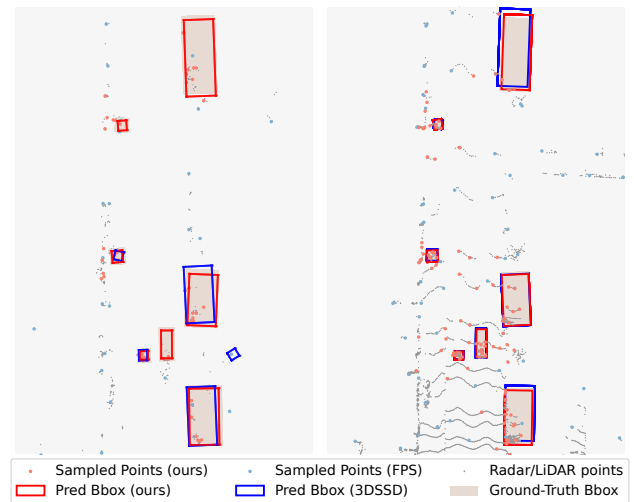 Sampled Points (ours) Sampled Points (FPS) Radar/LiDAR points
Pred Bbox (ours) Pred Bbox (3DSSD) Ground-Truth Bbox